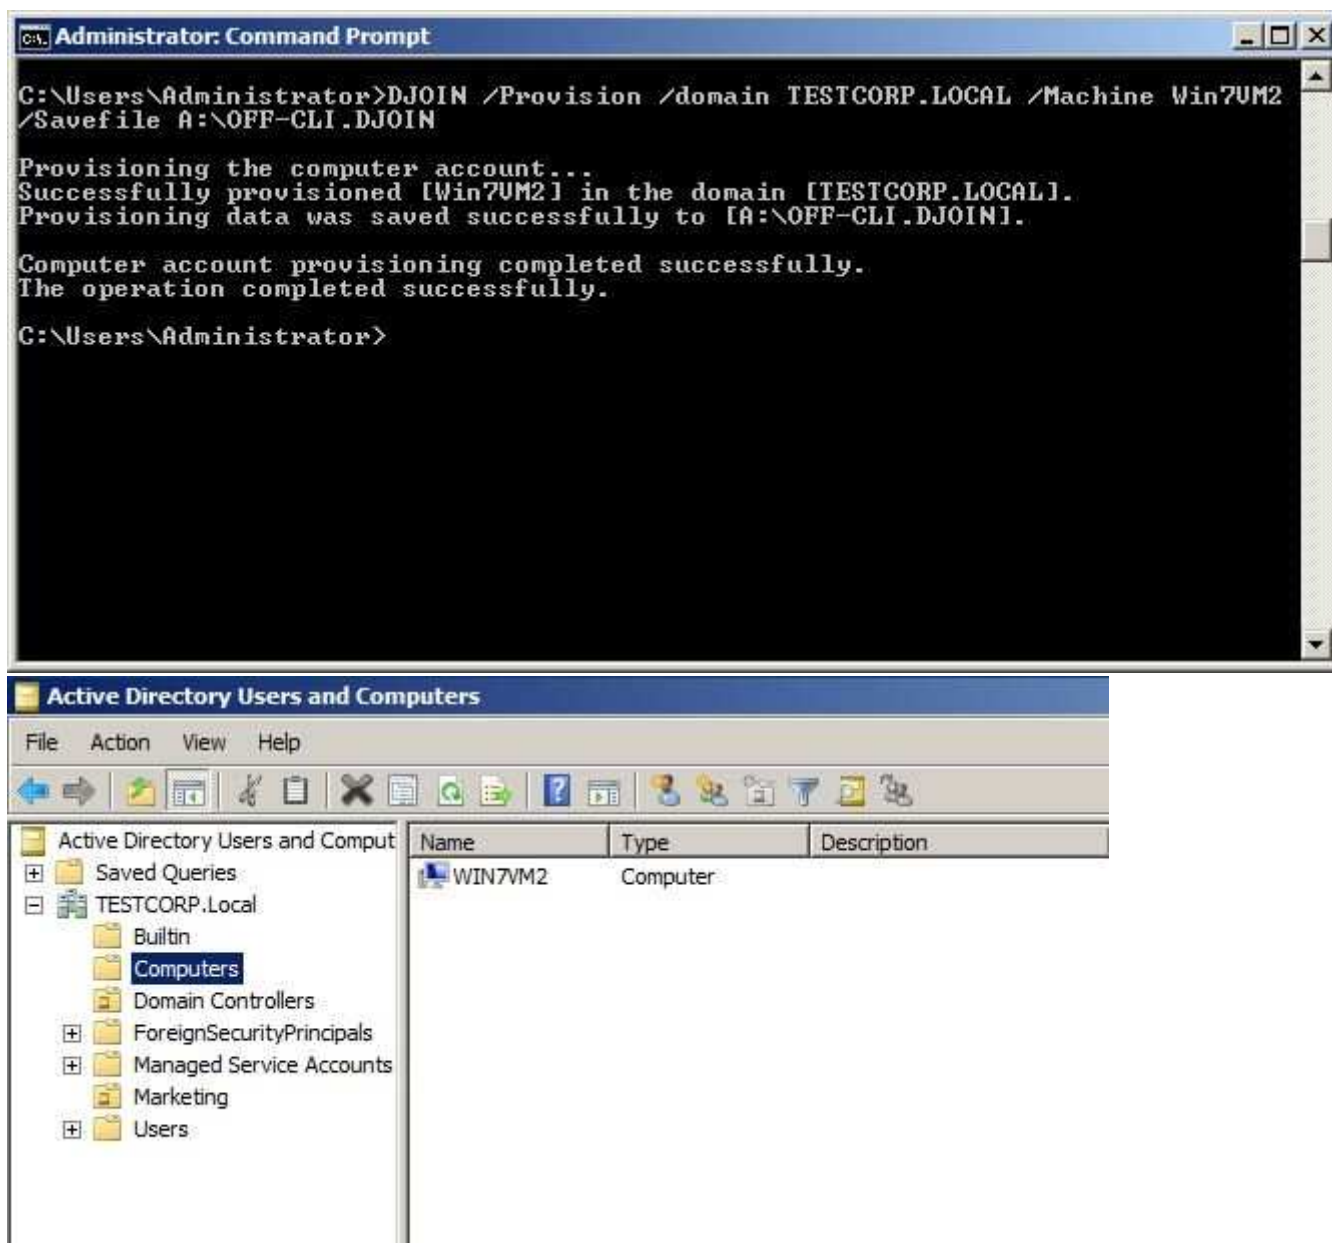 Administrator: Command Prompt
C:\Users\Administrator>DJOIN /Provision /domain TESTCORP.LOCAL /Machine Win7VM2
/Savefile A:\OFF-CLI.DJOIN
Provisioning the computer account...
Successfully provisioned [Win7VM2] in the domain [TESTCORP.LOCAL].
Provisioning data was saved successfully to [A:\OFF-CLI.DJOIN].
Computer account provisioning completed successfully.
The operation completed successfully.
C:\Users\Administrator>
Active Directory Users and Computers
File Action View Help
Active Directory Users and Comput
Name Type Description
Saved Queries
WIN7VM2 Computer
TESTCORP.Local
Builtin
Computers
Domain Controllers
ForeignSecurityPrincipals
Managed Service Accounts
Marketing
Users